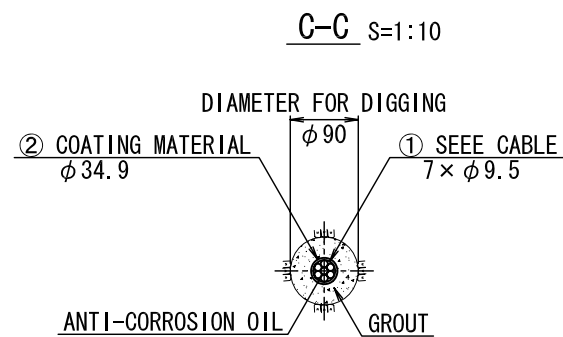 C-C S=1:10
DIAMETER FOR DIGGING
φ90
② COATING MATERIAL
φ34.9
① SEEE CABLE
7×φ9.5
ANTI-CORROSION OIL
GROUT